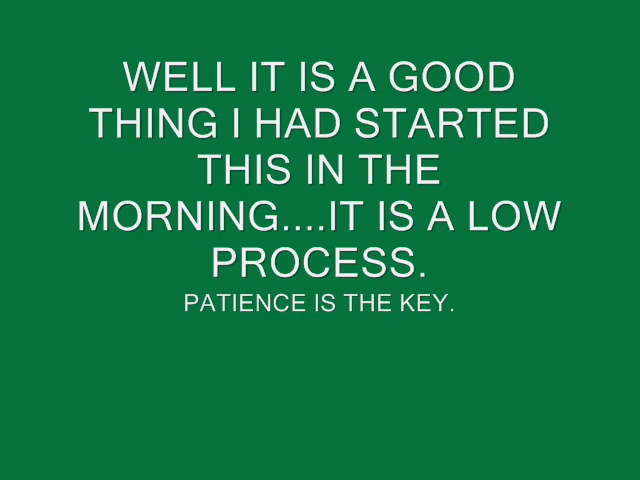 WELL IT IS A GOOD
THING I HAD STARTED
THIS IN THE
MORNING....IT IS A LOW
PROCESS.
PATIENCE IS THE KEY.